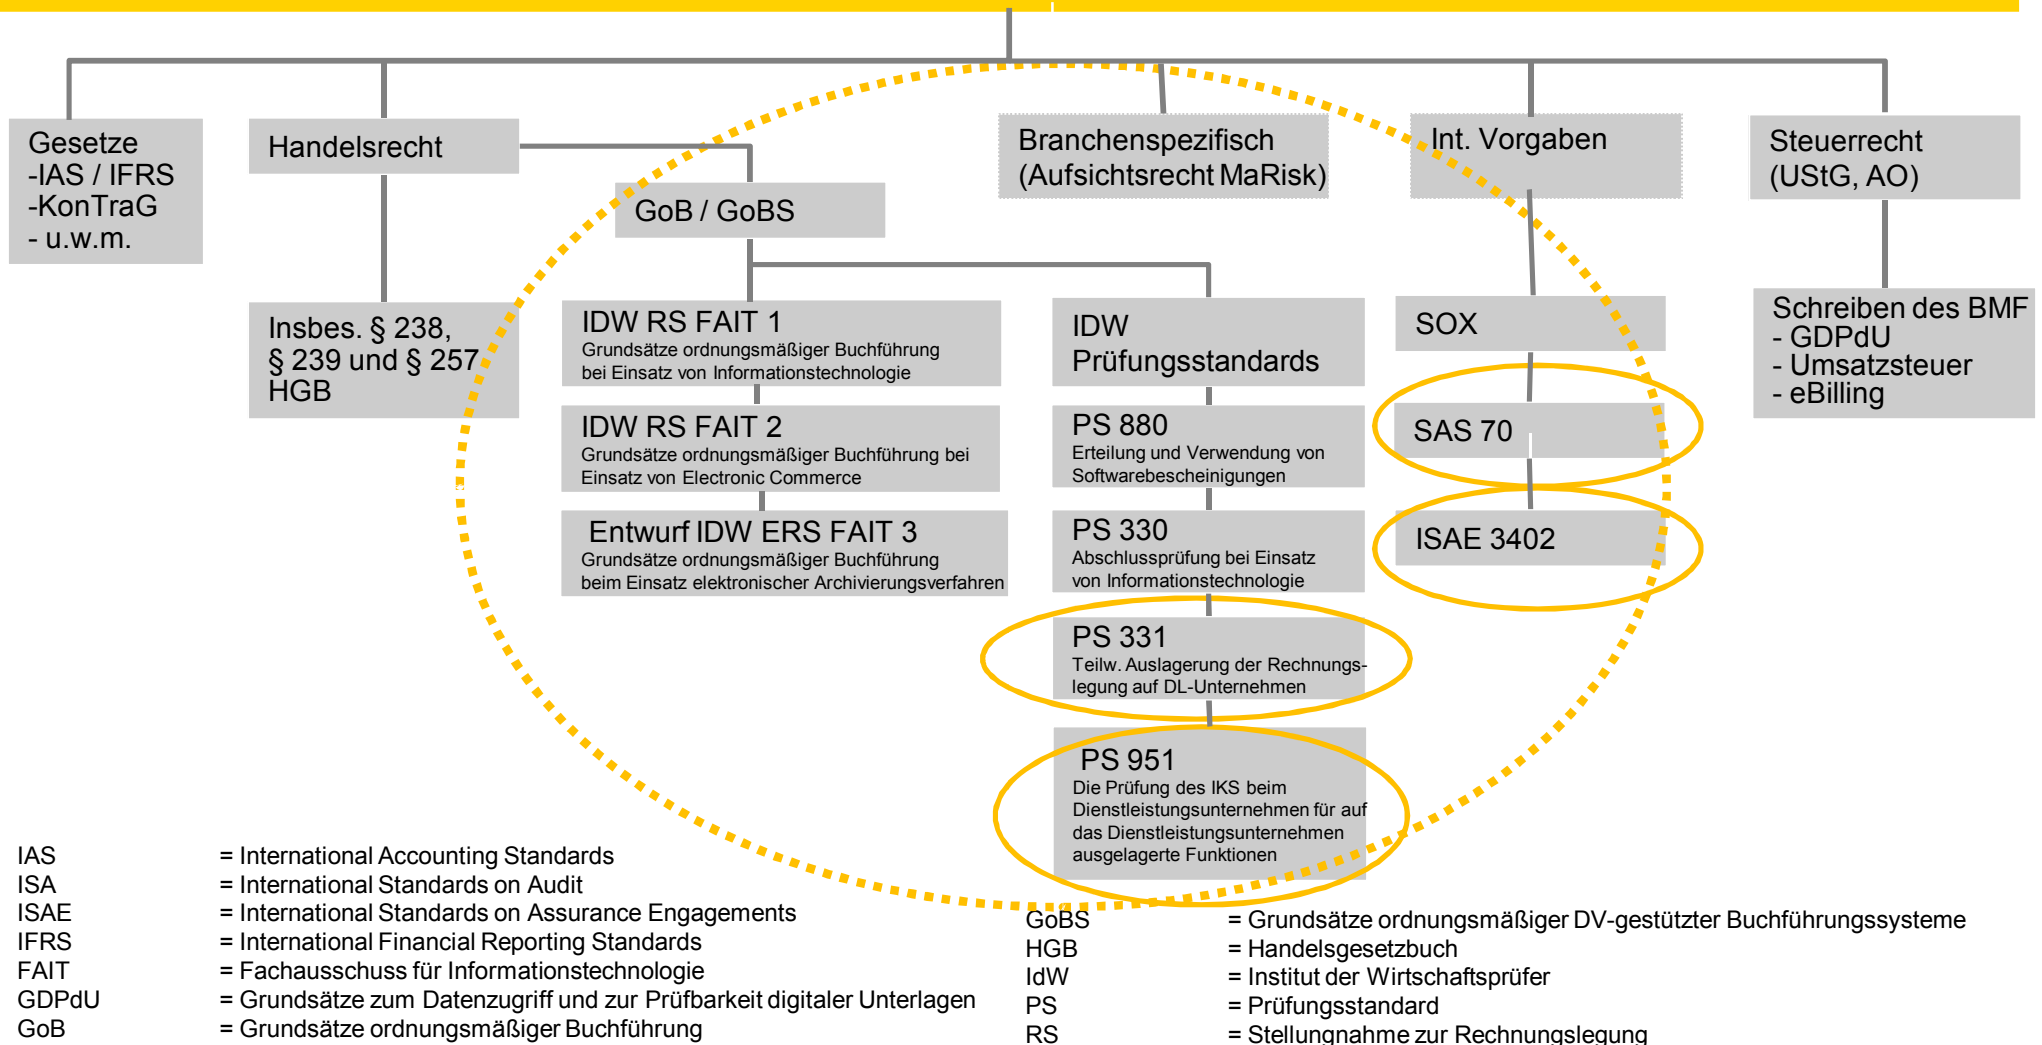 Gesetze
-IAS / IFRS
-KonTraG
- u.w.m.
Handelsrecht
Insbes. § 238,
§ 239 und § 257
HGB
GoB / GoBS
IDW RS FAIT 1
Grundsätze ordnungsmäßiger Buchführung
bei Einsatz von Informationstechnologie
IDW RS FAIT 2
Grundsätze ordnungsmäßiger Buchführung bei
Einsatz von Electronic Commerce
Entwurf IDW ERS FAIT 3
Grundsätze ordnungsmäßiger Buchführung
beim Einsatz elektronischer Archivierungsverfahren
Branchenspezifisch
(Aufsichtsrecht MaRisk)
IDW
Prüfungsstandards
PS 880
Erteilung und Verwendung von
Softwarebescheinigungen
PS 330
Abschlussprüfung bei Einsatz
von Informationstechnologie
PS 331
Teilw. Auslagerung der Rechnungs-
legung auf DL-Unternehmen
PS 951
Die Prüfung des IKS beim
Dienstleistungsunternehmen für auf
das Dienstleistungsunternehmen
ausgelagerte Funktionen
Int. Vorgaben
SOX
SAS 70
ISAE 3402
Steuerrecht
(UStG, AO)
Schreiben des BMF
- GDPdU
- Umsatzsteuer
- eBilling
IAS = International Accounting Standards
ISA = International Standards on Audit
ISAE = International Standards on Assurance Engagements
IFRS = International Financial Reporting Standards
FAIT = Fachausschuss für Informationstechnologie
GDPdU = Grundsätze zum Datenzugriff und zur Prüfbarkeit digitaler Unterlagen
GoB = Grundsätze ordnungsmäßiger Buchführung
GoBS = Grundsätze ordnungsmäßiger DV-gestützter Buchführungssysteme
HGB = Handelsgesetzbuch
IdW = Institut der Wirtschaftsprüfer
PS = Prüfungsstandard
RS = Stellungnahme zur Rechnungslegung